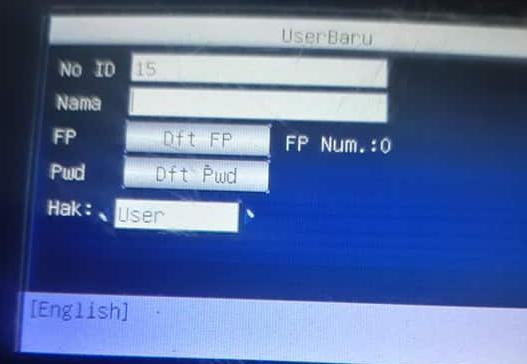 UserBaru
No ID 15
Nama
FP Dft FP FP Num.:0
Pwd Dft Pwd
Hak: User
[English]